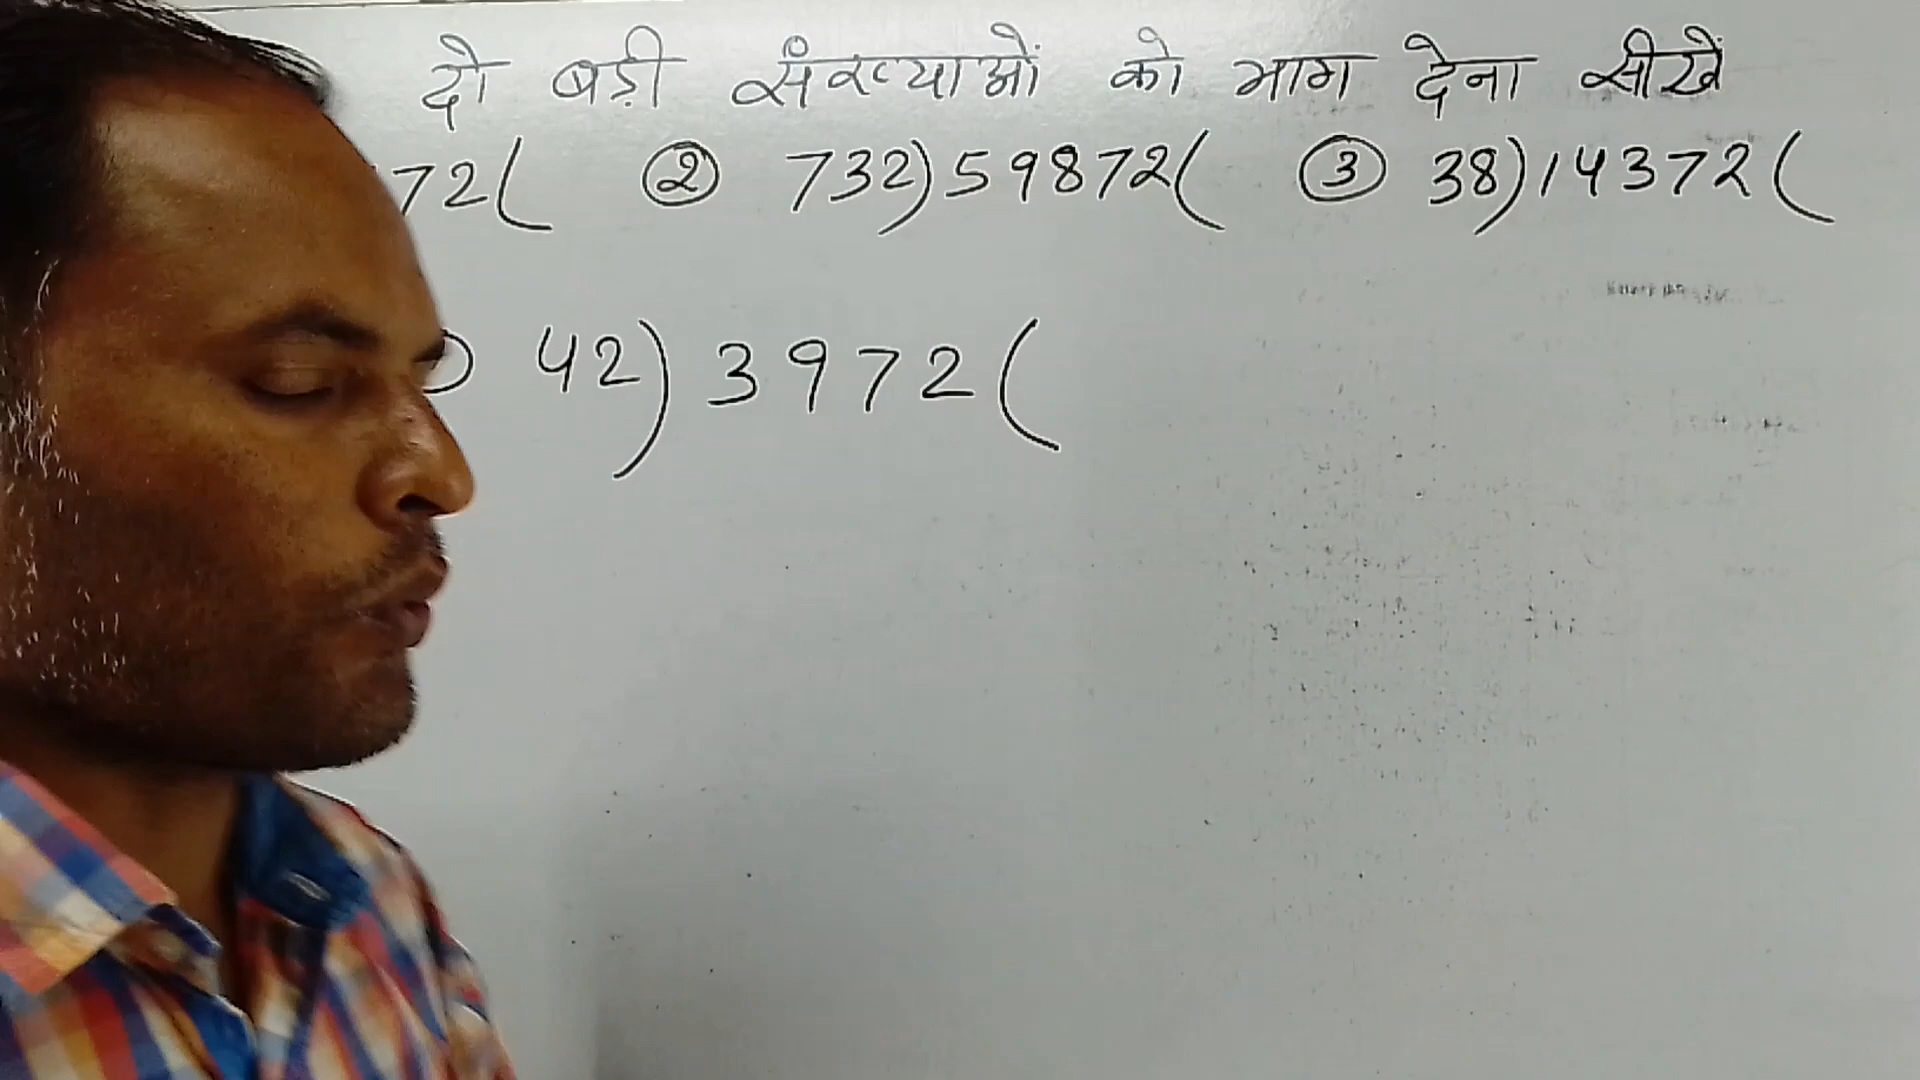 दो बड़ी संख्याओं को भाग देना सीखें
72( ② 732)59872( ③ 38)14372(
42)3972(